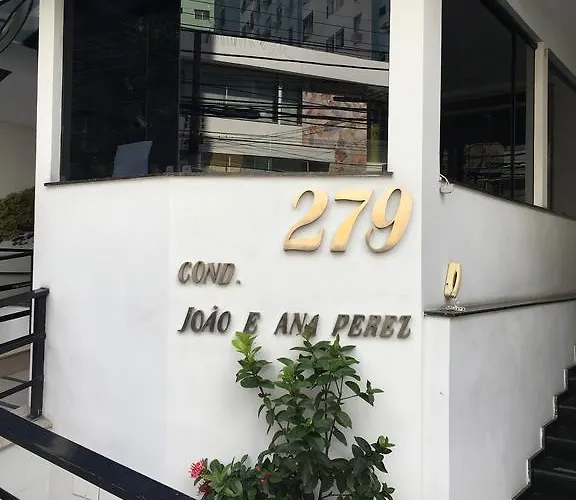 279
COND.
JOÃO E ANA PEREZ